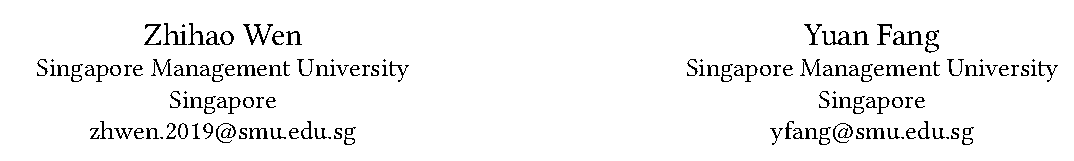 Zhihao Wen
Singapore Management University
Singapore
zhwen.2019@smu.edu.sg
Yuan Fang
Singapore Management University
Singapore
yfang@smu.edu.sg